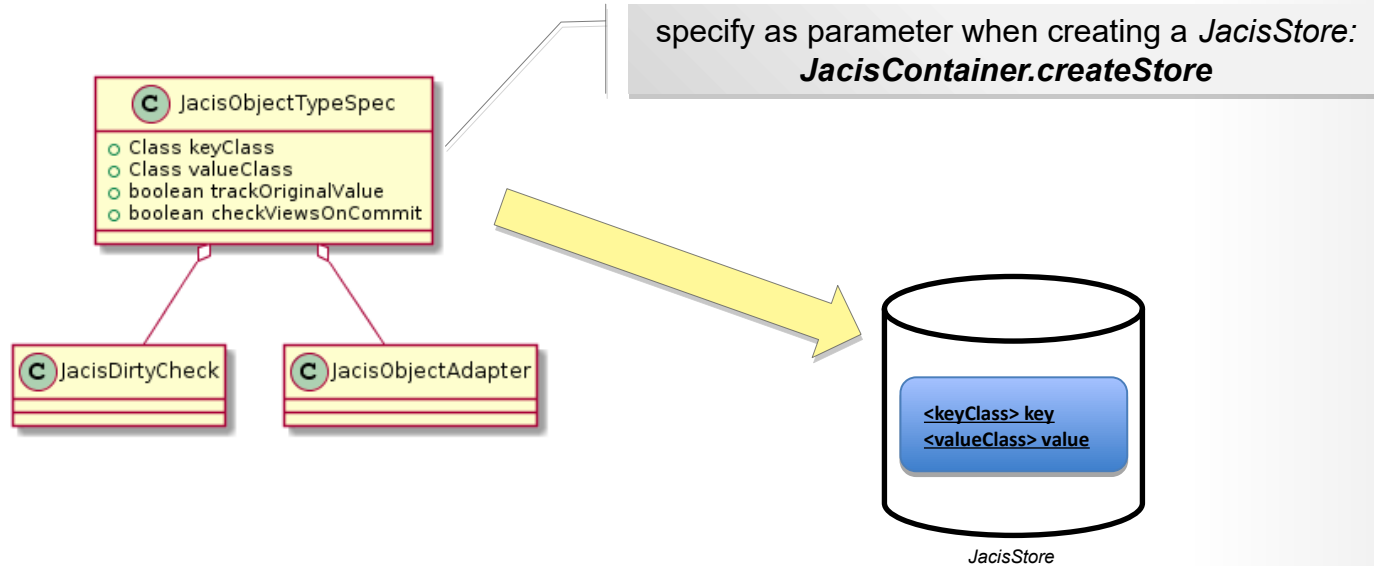 specify as parameter when creating a JacisStore:
JacisContainer.createStore
C JacisObjectTypeSpec
Class keyClass
Class valueClass
boolean trackOriginalValue
boolean checkViewsOnCommit
C JacisDirtyCheck
C JacisObjectAdapter
<keyClass> key
<valueClass> value
JacisStore